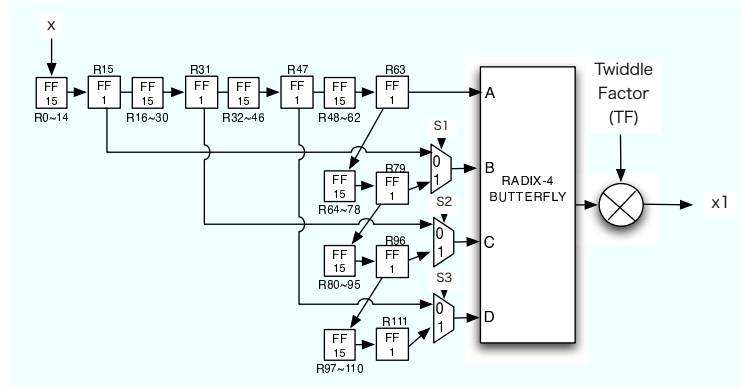 x
R15
R31
R47
R63
FF
15
FF
1
FF
15
FF
1
FF
15
FF
1
FF
15
FF
1
R0~14
R16~30
R32~46
R48~62
A
Twiddle
Factor
(TF)
S1
0
1
B
R79
FF
15
FF
1
R64~78
RADIX-4
BUTTERFLY
x1
S2
0
1
C
R96
FF
15
FF
1
R80~95
S3
0
1
D
R111
FF
15
FF
1
R97~110